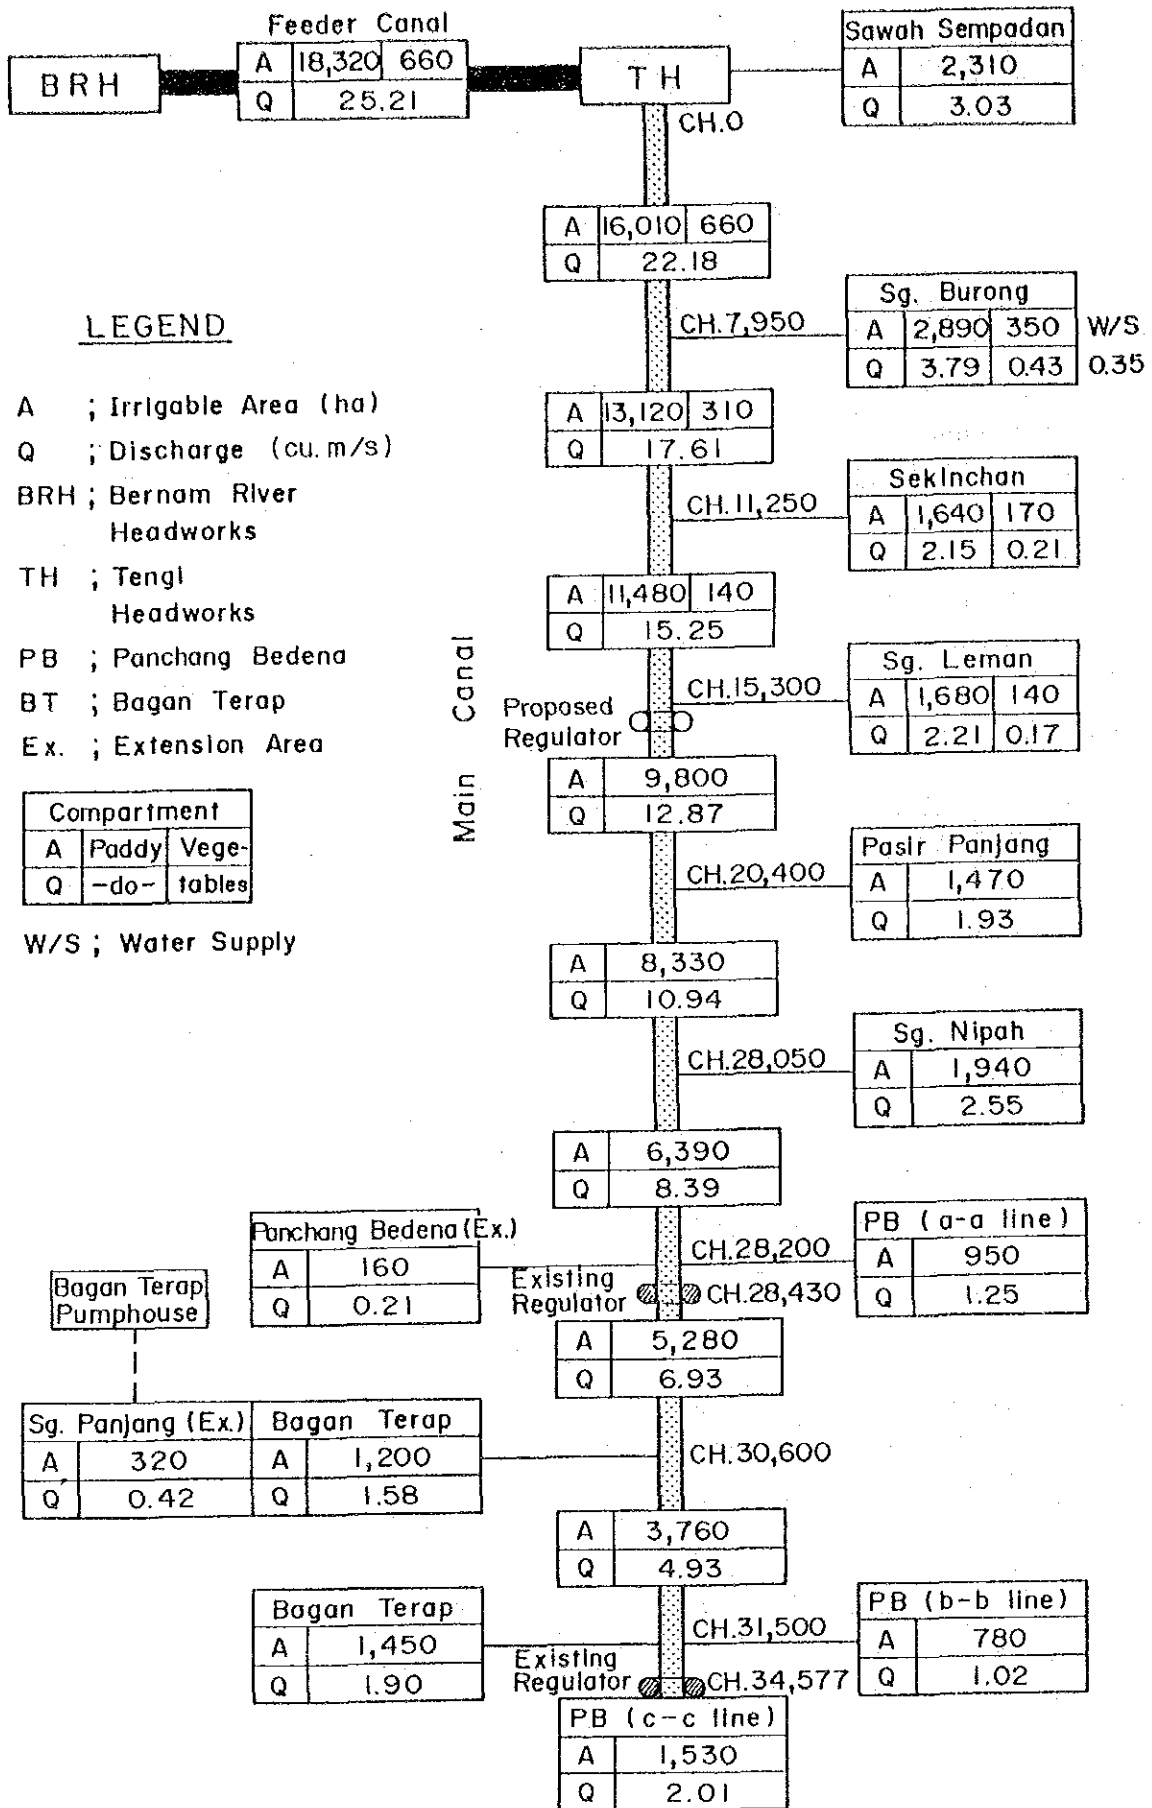 Feeder Canal
BRH
A 18,320 660
Q 25.21
TH
CH.0
Sawah Sempadan
A 2,310
Q 3.03
A 16,010 660
Q 22.18
CH.7,950
Sg. Burong
A 2,890 350 W/S
Q 3.79 0.43 0.35
LEGEND
A ; Irrigable Area (ha)
Q ; Discharge (cu.m/s)
BRH ; Bernam River
Headworks
TH ; Tengi
Headworks
PB ; Panchang Bedena
BT ; Bagan Terap
Ex. ; Extension Area
Compartment
A Paddy Vege-
Q -do- tables
W/S ; Water Supply
Main Canal
A 13,120 310
Q 17.61
CH.11,250
Sekinchan
A 1,640 170
Q 2.15 0.21
A 11,480 140
Q 15.25
CH.15,300
Sg. Leman
A 1,680 140
Q 2.21 0.17
Proposed
Regulator
A 9,800
Q 12.87
CH.20,400
Pasir Panjang
A 1,470
Q 1.93
A 8,330
Q 10.94
CH.28,050
Sg. Nipah
A 1,940
Q 2.55
A 6,390
Q 8.39
Panchang Bedena (Ex.)
A 160
Q 0.21
CH.28,200
PB (a-a line)
A 950
Q 1.25
Existing
Regulator
CH.28,430
Bagan Terap
Pumphouse
A 5,280
Q 6.93
Sg. Panjang (Ex.) Bagan Terap
A 320 A 1,200
Q 0.42 Q 1.58
CH.30,600
A 3,760
Q 4.93
Bagan Terap
A 1,450
Q 1.90
CH.31,500
PB (b-b line)
A 780
Q 1.02
Existing
Regulator
CH.34,577
PB (c-c line)
A 1,530
Q 2.01